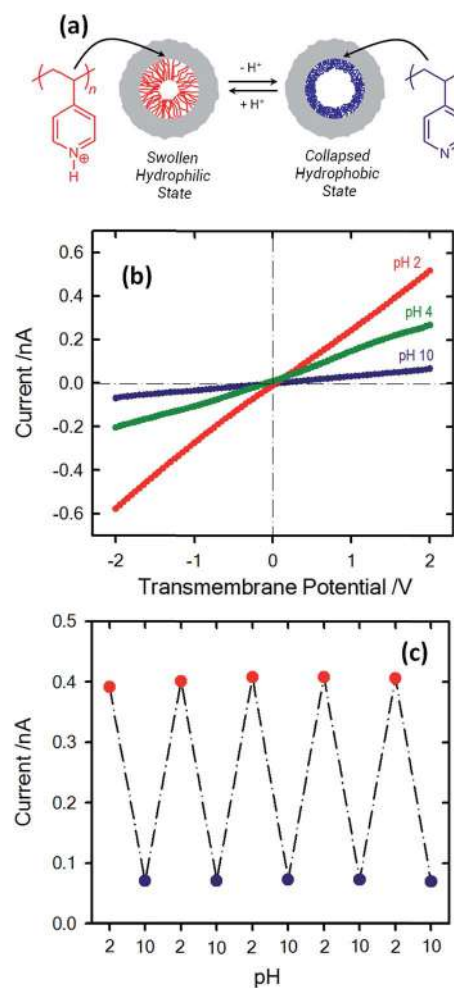 (a)
- H⁺
+ H⁺
n
N
⊕
H
N
Swollen
Hydrophilic
State
Collapsed
Hydrophobic
State
(b)
0.6
0.4
0.2
0.0
-0.2
-0.4
-0.6
pH 2
pH 4
pH 10
-2 -1 0 1 2
Current /nA
Transmembrane Potential /V
(c)
0.5
0.4
0.3
0.2
0.1
0.0
2 10 2 10 2 10 2 10 2 10
Current /nA
pH